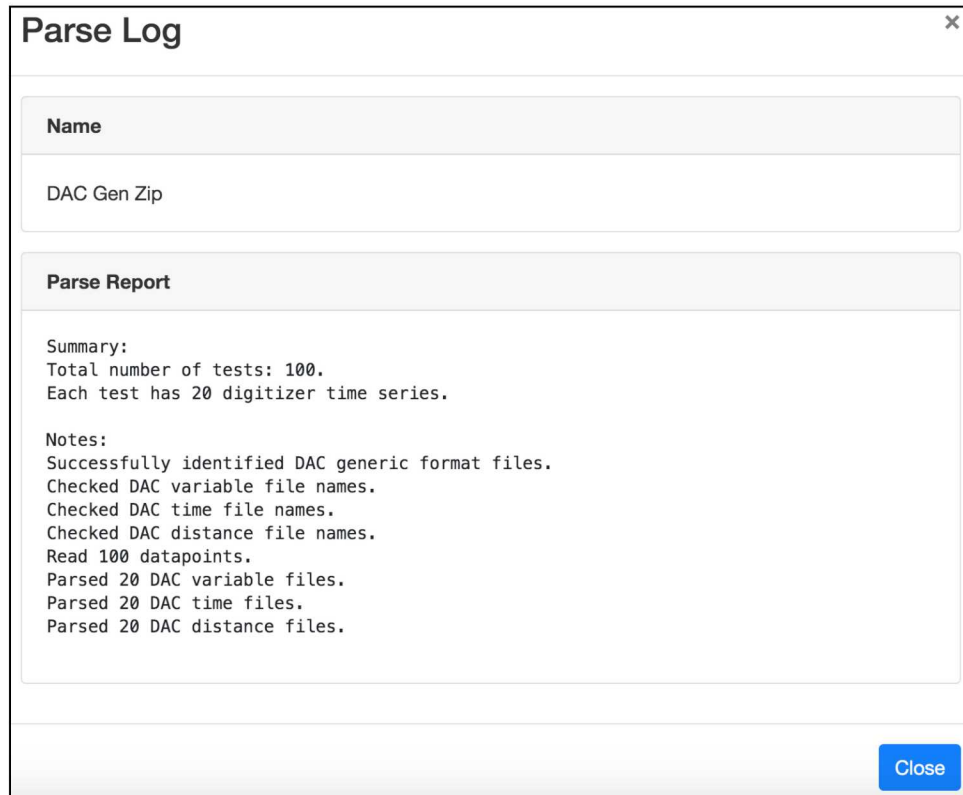 Parse Log
×
Name
DAC Gen Zip
Parse Report
Summary:
Total number of tests: 100.
Each test has 20 digitizer time series.
Notes:
Successfully identified DAC generic format files.
Checked DAC variable file names.
Checked DAC time file names.
Checked DAC distance file names.
Read 100 datapoints.
Parsed 20 DAC variable files.
Parsed 20 DAC time files.
Parsed 20 DAC distance files.
Close